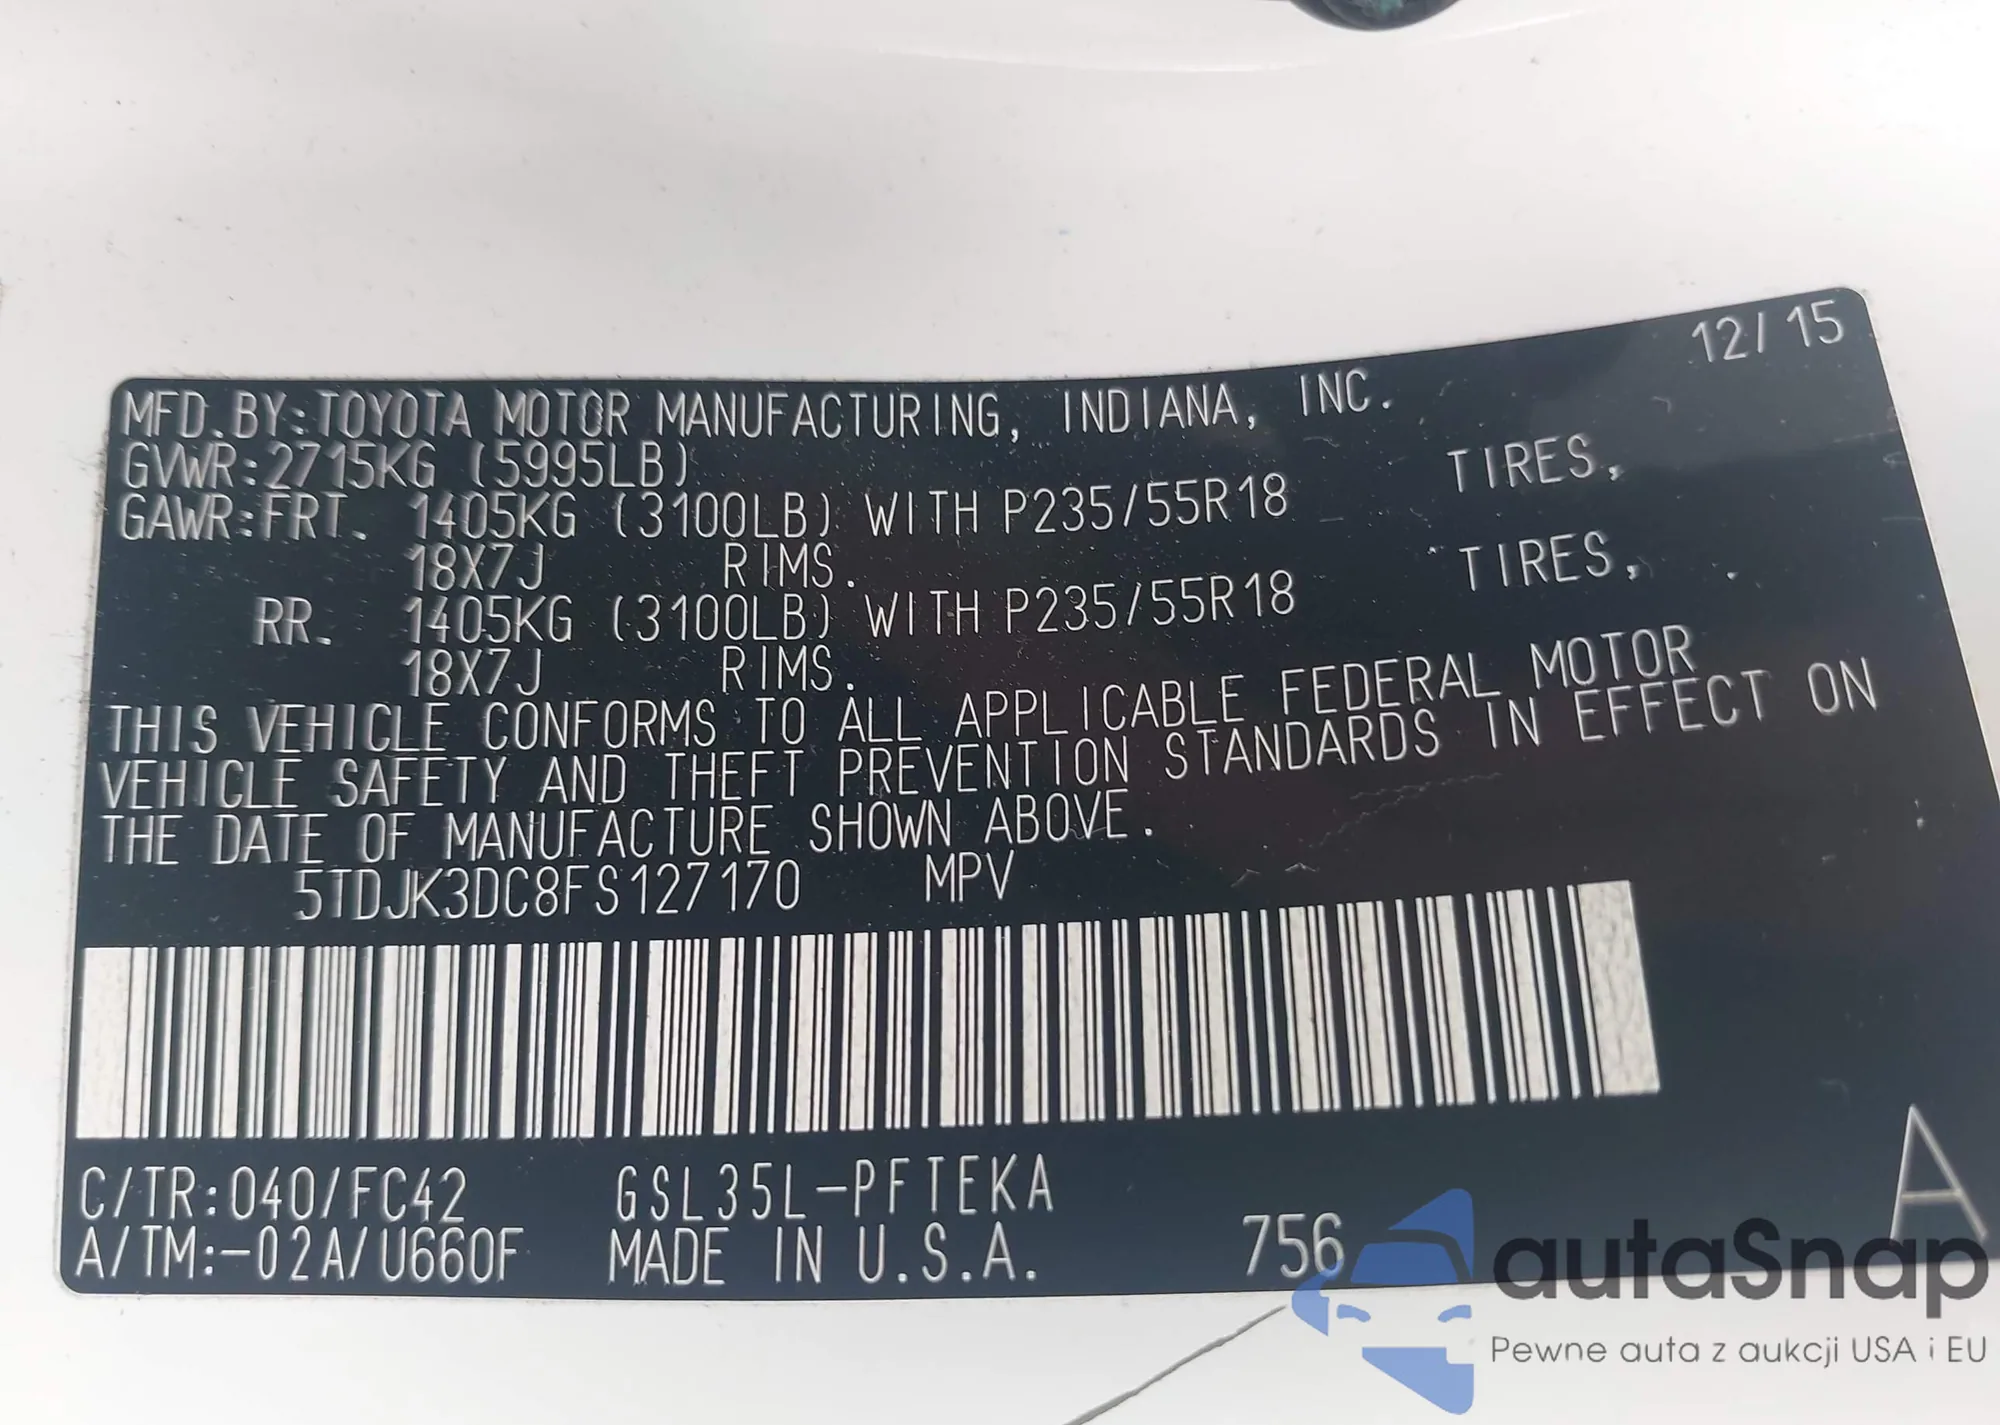 12/15
MFD.BY:TOYOTA MOTOR MANUFACTURING, INDIANA, INC.
GVWR:2715KG (5995LB)
GAWR:FRT. 1405KG (3100LB) WITH P235/55R18 TIRES,
18X7J RIMS.
RR. 1405KG (3100LB) WITH P235/55R18 TIRES,
18X7J RIMS.
THIS VEHICLE CONFORMS TO ALL APPLICABLE FEDERAL MOTOR
VEHICLE SAFETY AND THEFT PREVENTION STANDARDS IN EFFECT ON
THE DATE OF MANUFACTURE SHOWN ABOVE.
5TDJK3DC8FS127170 MPV
C/TR:040/FC42 GSL35L-PFTEKA
A/TM:-02A/U660F MADE IN U.S.A. 756
A
autaSnap
Pewne auta z aukcji USA i EU